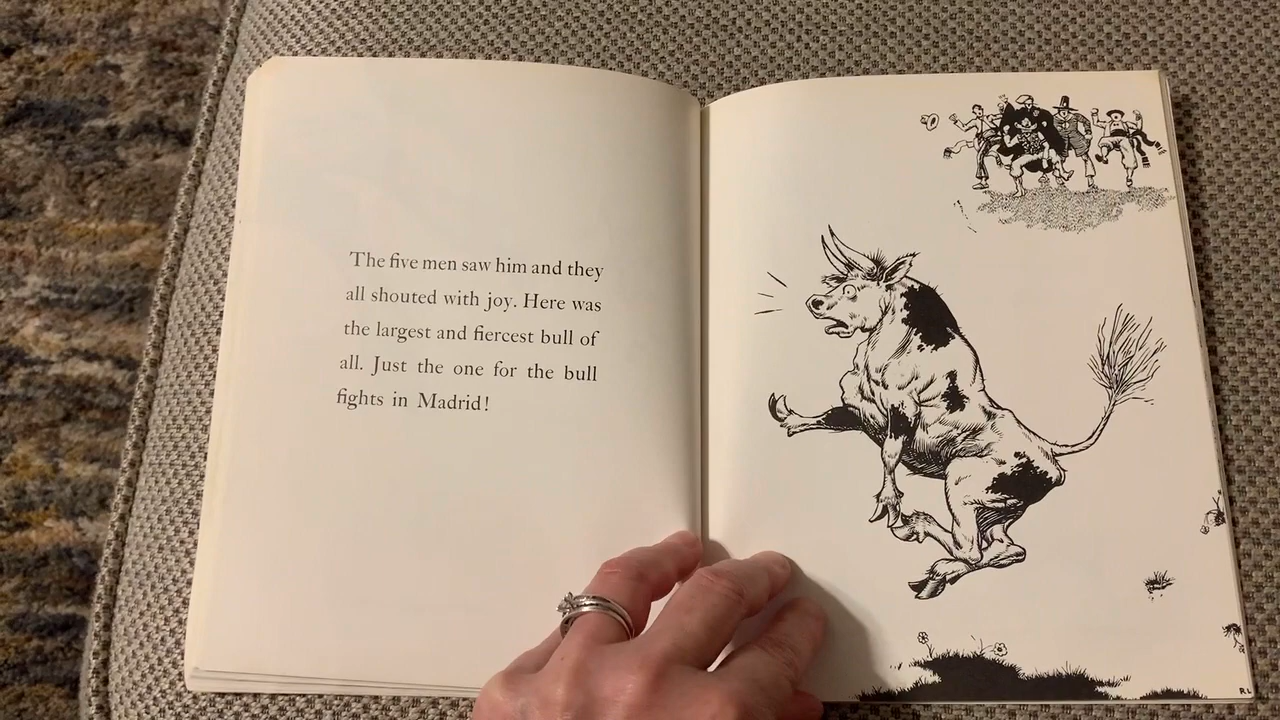 The five men saw him and they
all shouted with joy. Here was
the largest and fiercest bull of
all. Just the one for the bull
fights in Madrid!
R L